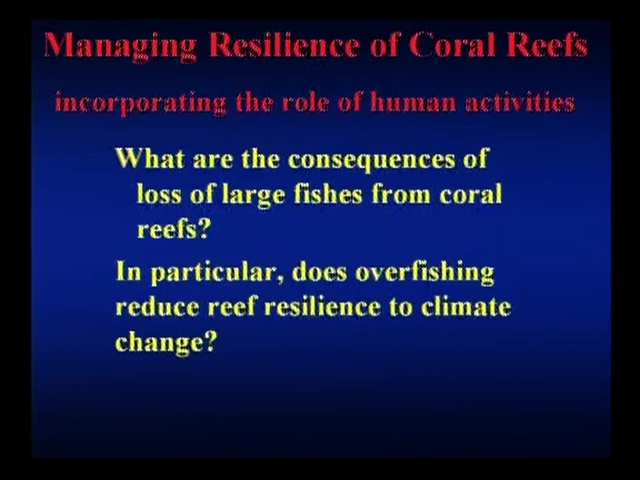 Managing Resilience of Coral Reefs
incorporating the role of human activities
What are the consequences of
loss of large fishes from coral
reefs?
In particular, does overfishing
reduce reef resilience to climate
change?